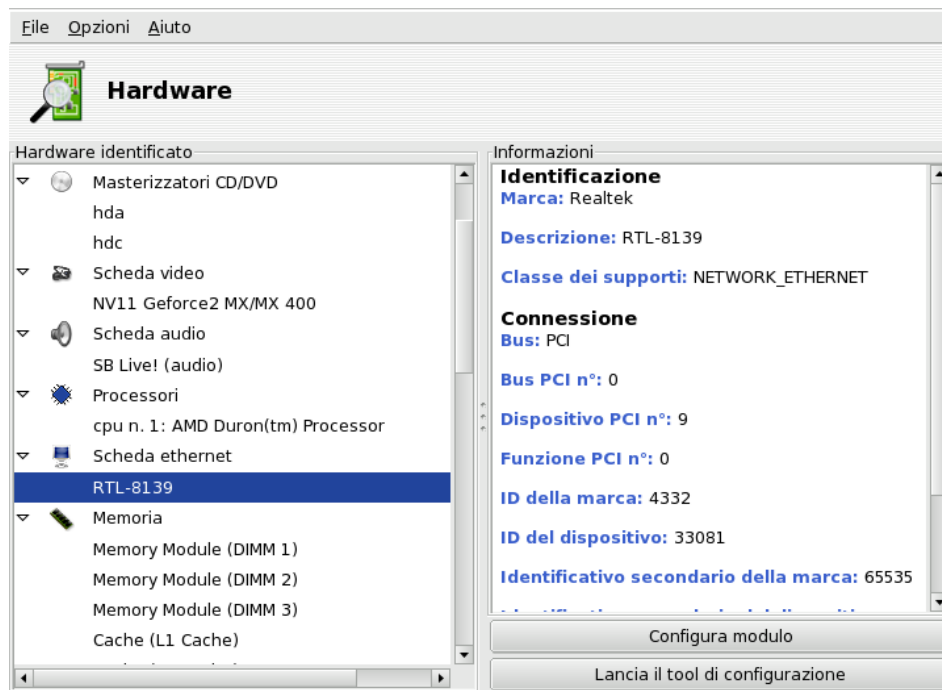 File Opzioni Aiuto
Hardware
Hardware identificato
Masterizzatori CD/DVD
hda
hdc
Scheda video
NV11 Geforce2 MX/MX 400
Scheda audio
SB Live! (audio)
Processori
cpu n. 1: AMD Duron(tm) Processor
Scheda ethernet
RTL-8139
Memoria
Memory Module (DIMM 1)
Memory Module (DIMM 2)
Memory Module (DIMM 3)
Cache (L1 Cache)
Informazioni
Identificazione
Marca: Realtek
Descrizione: RTL-8139
Classe dei supporti: NETWORK_ETHERNET
Connessione
Bus: PCI
Bus PCI n°: 0
Dispositivo PCI n°: 9
Funzione PCI n°: 0
ID della marca: 4332
ID del dispositivo: 33081
Identificativo secondario della marca: 65535
Configura modulo
Lancia il tool di configurazione